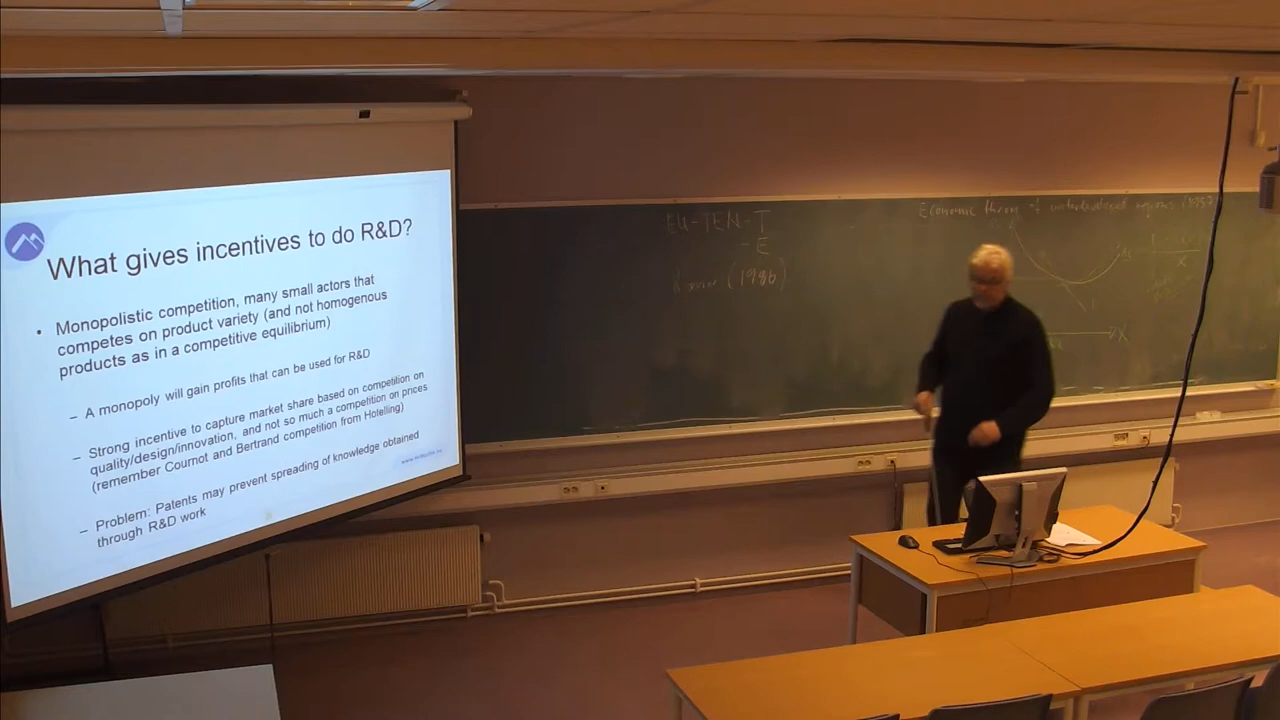 What gives incentives to do R&D?
• Monopolistic competition, many small actors that
competes on product variety (and not homogenous
products as in a competitive equilibrium)
– A monopoly will gain profits that can be used for R&D
– Strong incentive to capture market share based on competition on
quality/design/innovation, and not so much a competition on prices
(remember Cournot and Bertrand competition from Hotelling)
– Problem: Patents may prevent spreading of knowledge obtained
through R&D work
EU-TEN-T
-E
(1986)
Economic theory of regions
X